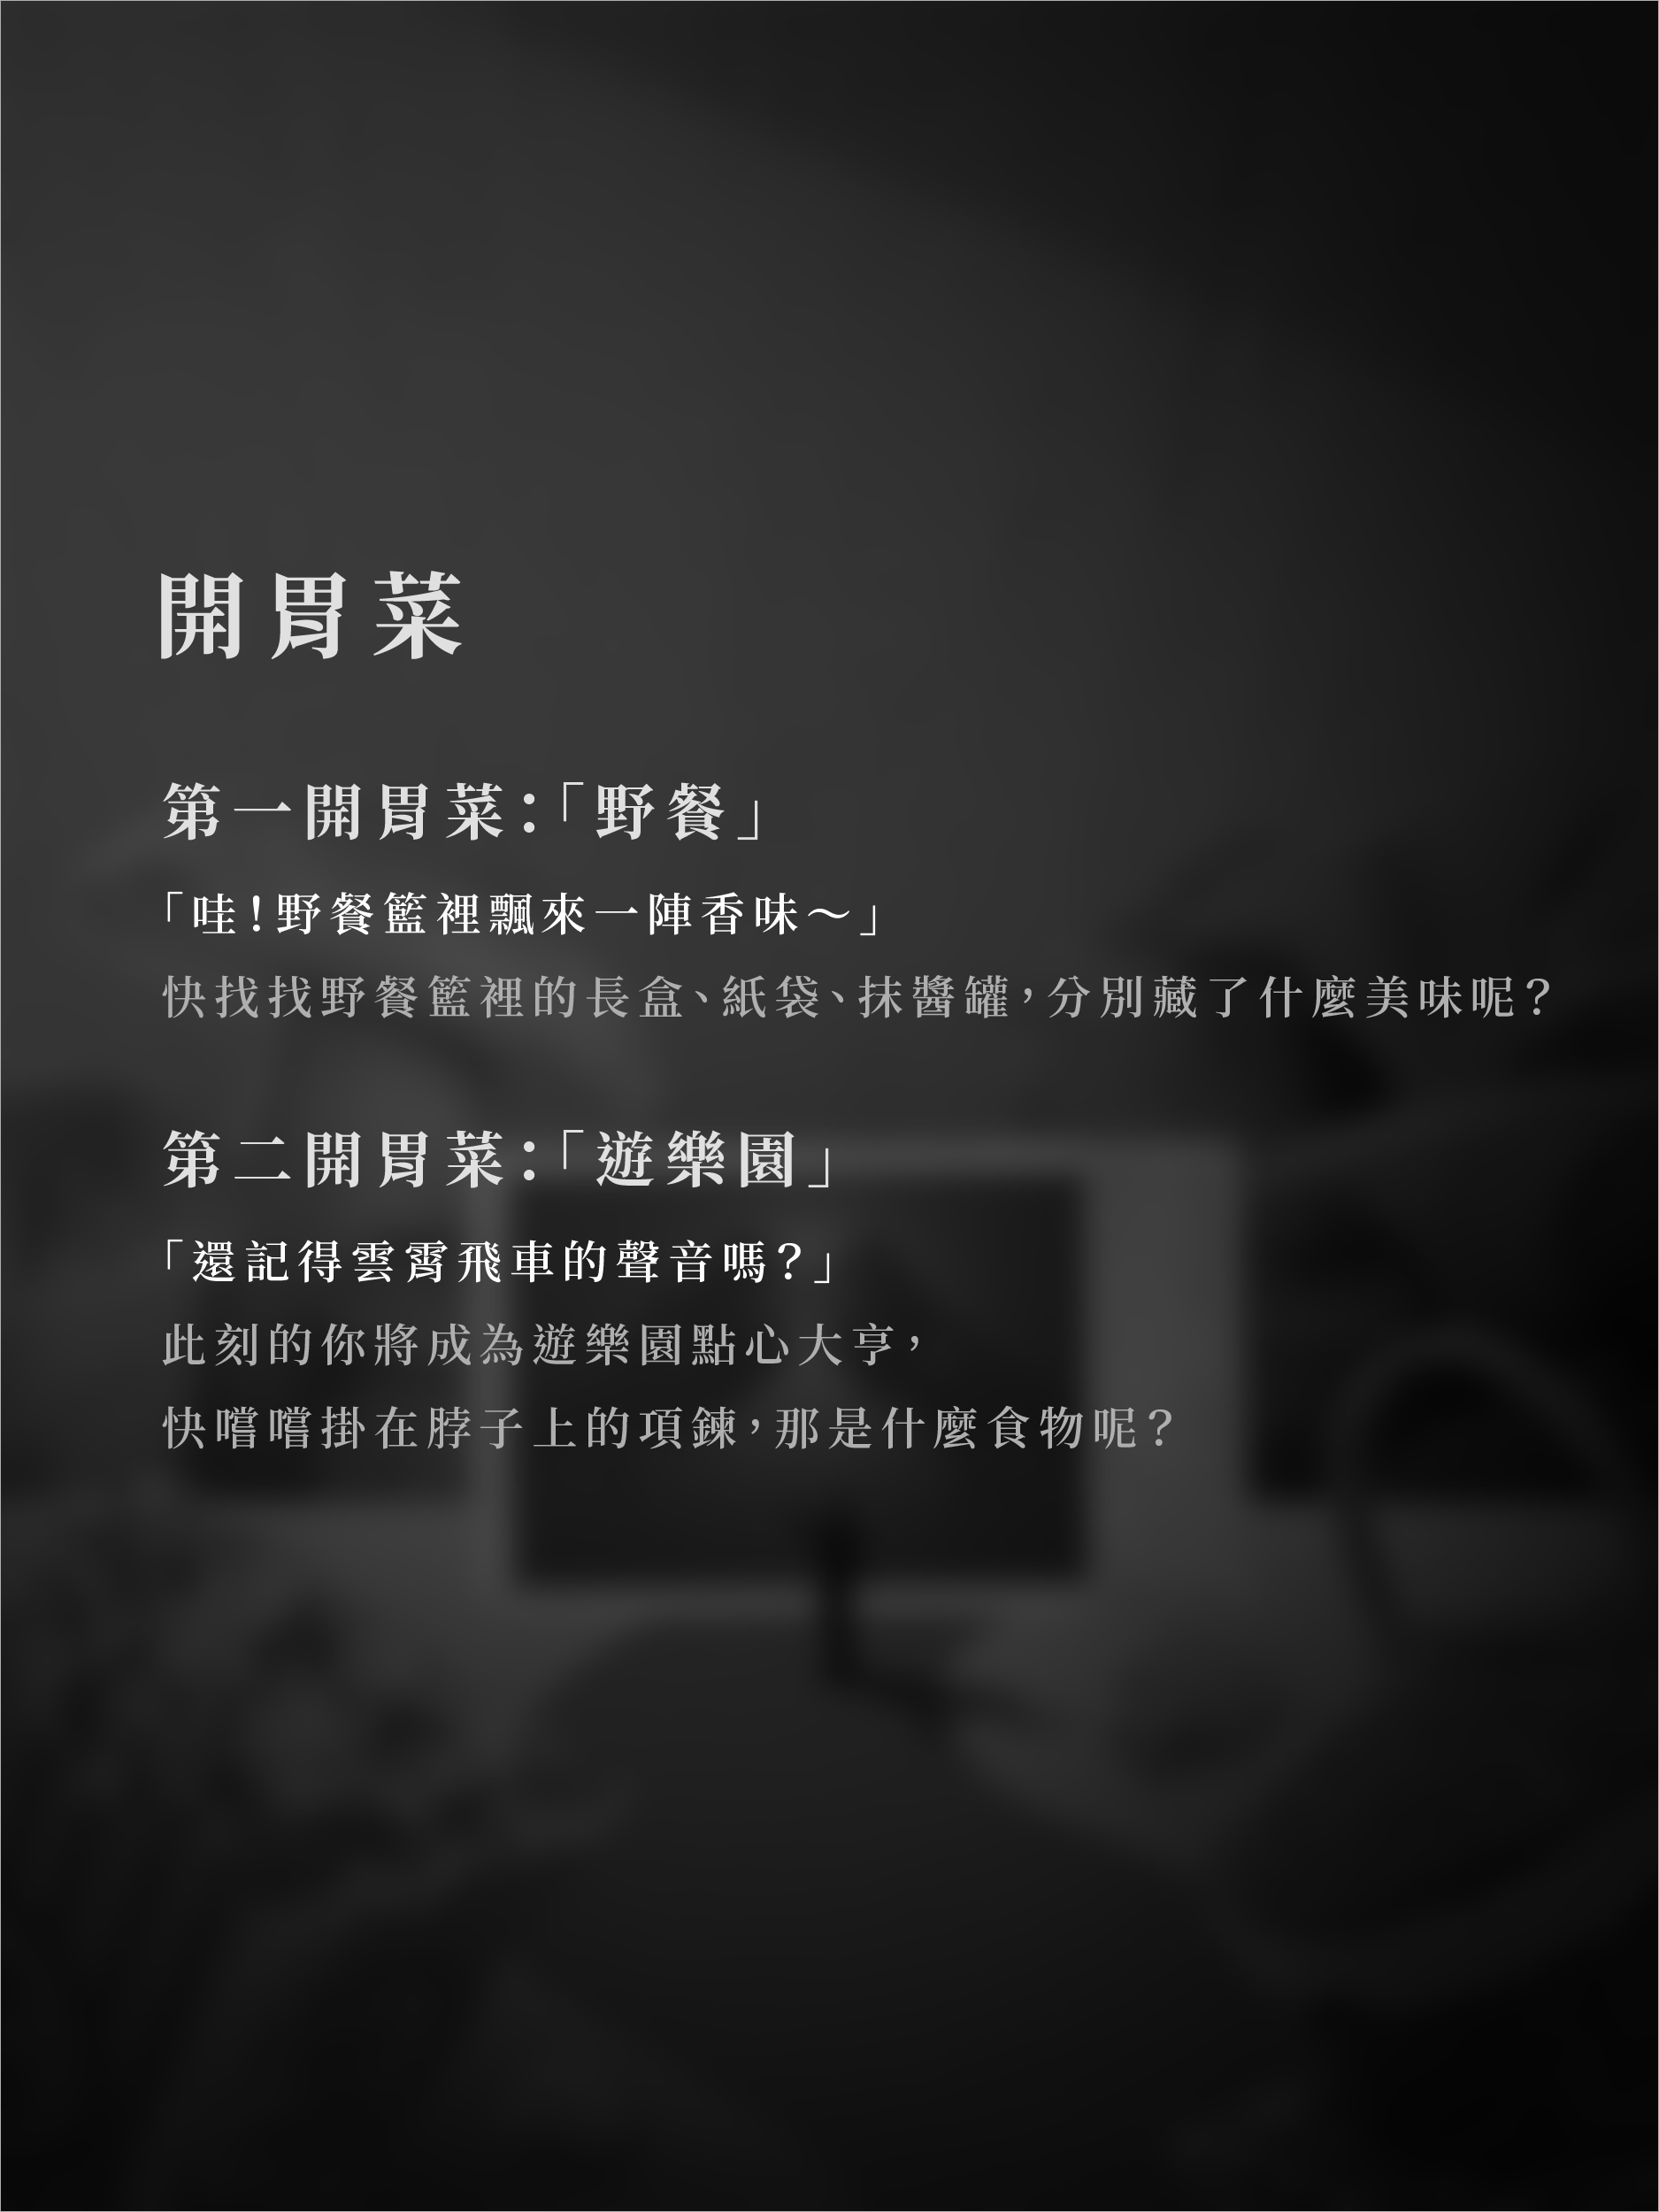 開胃菜
第一開胃菜：「野餐」
「哇！野餐籃裡飄來一陣香味～」
快找找野餐籃裡的長盒、紙袋、抹醬罐，分別藏了什麼美味呢？
第二開胃菜：「遊樂園」
「還記得雲霄飛車的聲音嗎？」
此刻的你將成為遊樂園點心大亨，
快嚐嚐掛在脖子上的項鍊，那是什麼食物呢？